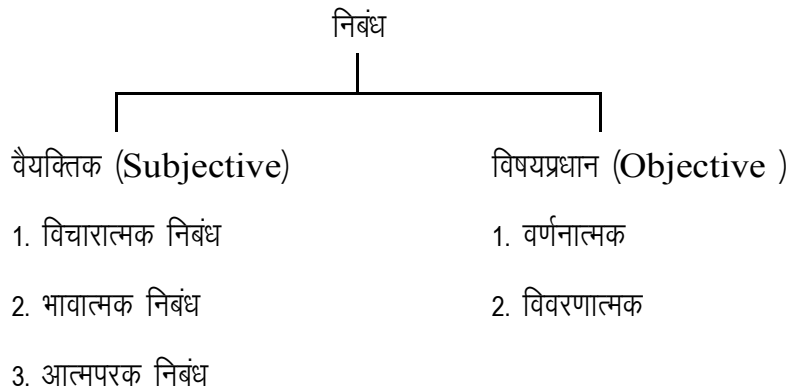 निबंध
वैयक्तिक (Subjective)
1. विचारात्मक निबंध
2. भावात्मक निबंध
3. आत्मपरक निबंध
विषयप्रधान (Objective )
1. वर्णनात्मक
2. विवरणात्मक